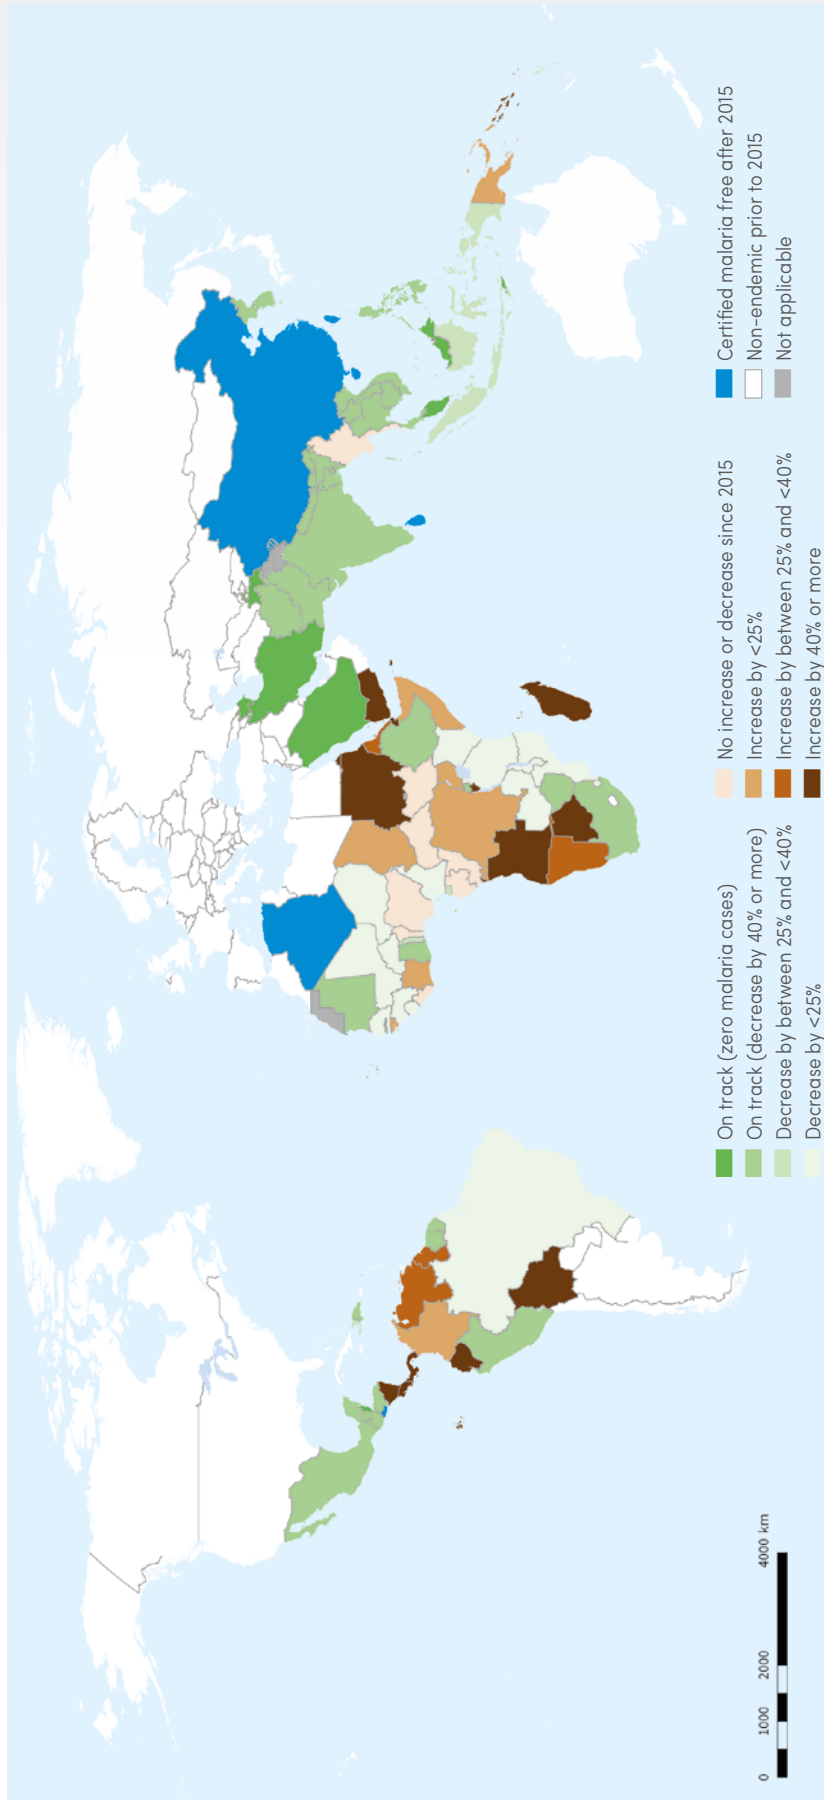 On track (zero malaria cases)
On track (decrease by 40% or more)
Decrease by between 25% and <40%
Decrease by <25%
No increase or decrease since 2015
Increase by <25%
Increase by between 25% and <40%
Increase by 40% or more
Certified malaria free after 2015
Non-endemic prior to 2015
Not applicable
0 1000 2000 4000 km